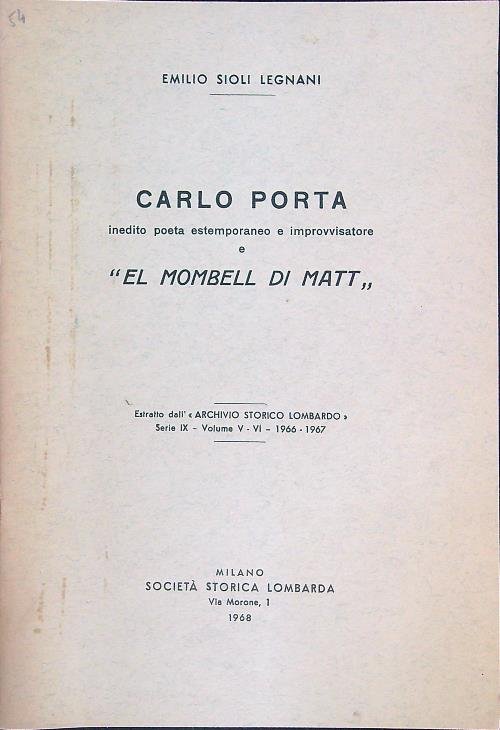 54
EMILIO SIOLI LEGNANI
CARLO PORTA
inedito poeta estemporaneo e improvvisatore
e
“EL MOMBELL DI MATT„
Estratto dall' « ARCHIVIO STORICO LOMBARDO »
Serie IX - Volume V - VI - 1966 - 1967
MILANO
SOCIETÀ STORICA LOMBARDA
Via Morone, 1
1968